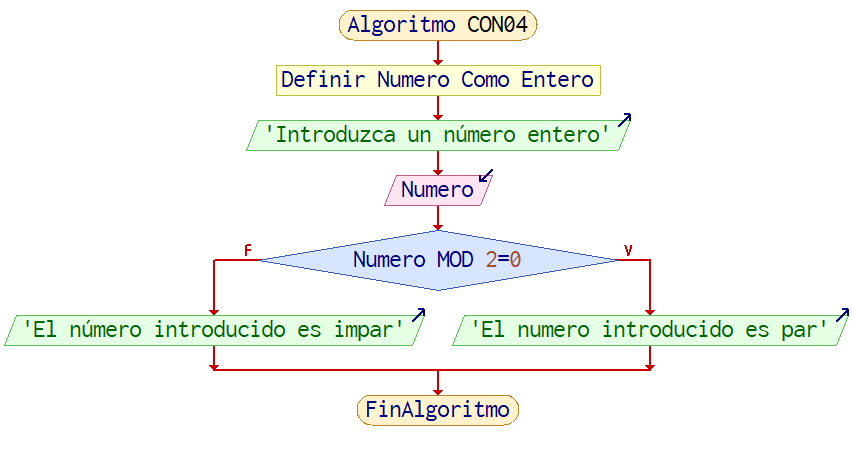 Algoritmo CON04
Definir Numero Como Entero
'Introduzca un número entero'
Numero
F
V
Numero MOD 2=0
'El número introducido es impar'
'El numero introducido es par'
FinAlgoritmo